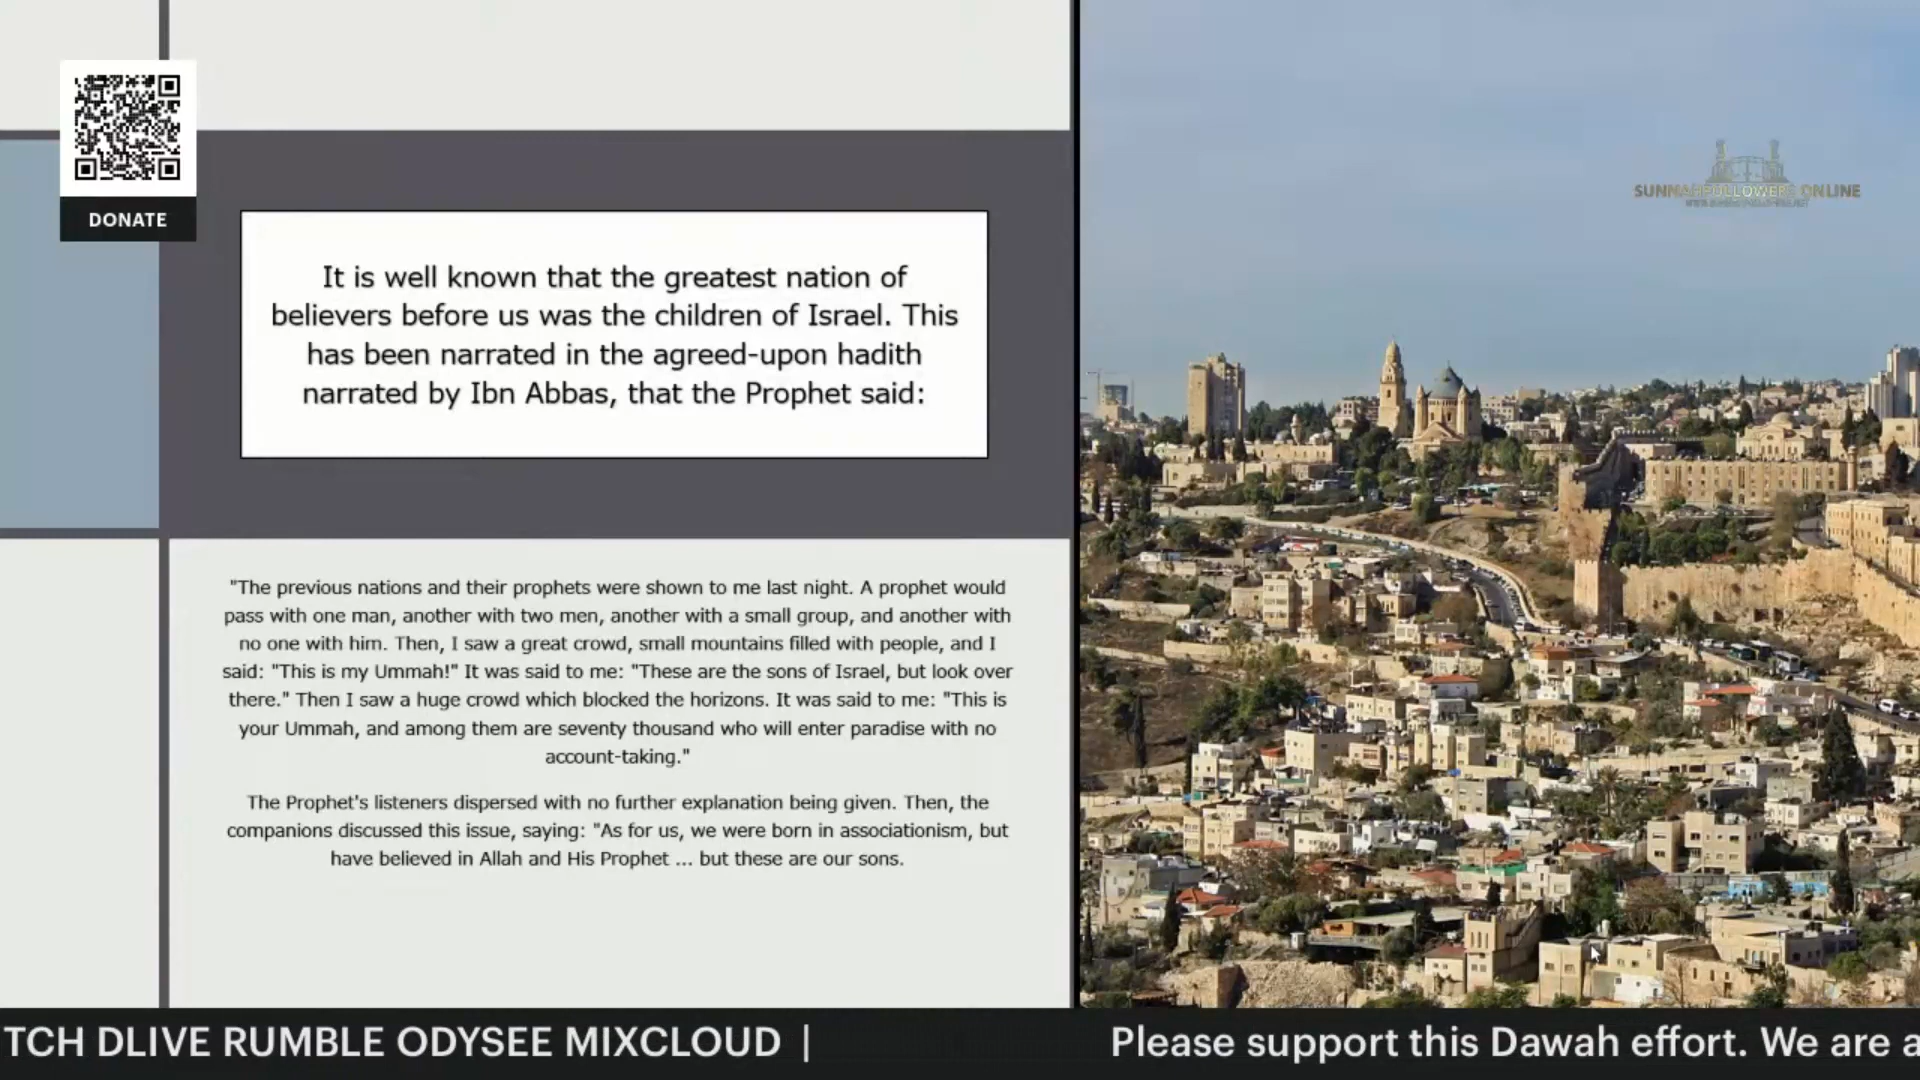 DONATE
It is well known that the greatest nation of
believers before us was the children of Israel. This
has been narrated in the agreed-upon hadith
narrated by Ibn Abbas, that the Prophet said:
"The previous nations and their prophets were shown to me last night. A prophet would
pass with one man, another with two men, another with a small group, and another with
no one with him. Then, I saw a great crowd, small mountains filled with people, and I
said: "This is my Ummah!" It was said to me: "These are the sons of Israel, but look over
there." Then I saw a huge crowd which blocked the horizons. It was said to me: "This is
your Ummah, and among them are seventy thousand who will enter paradise with no
account-taking."
The Prophet's listeners dispersed with no further explanation being given. Then, the
companions discussed this issue, saying: "As for us, we were born in associationism, but
have believed in Allah and His Prophet ... but these are our sons.
SUNNAHFOLLOWERS ONLINE
TCH DLIVE RUMBLE ODYSEE MIXCLOUD |
Please support this Dawah effort. We are a